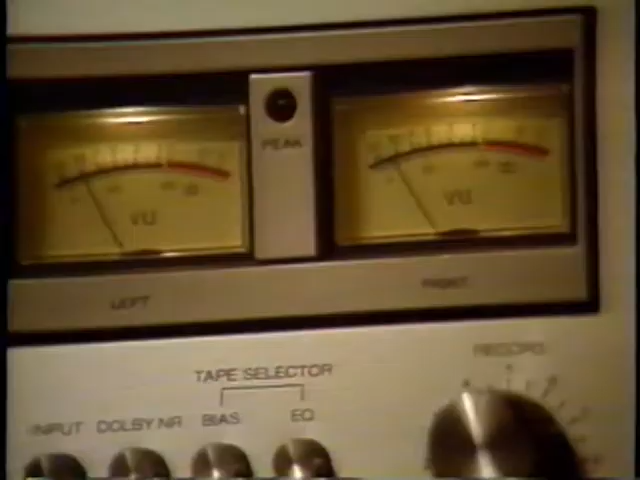 PEAK
VU
VU
LEFT
RIGHT
RECORD
TAPE SELECTOR
INPUT DOLBY NR BIAS EQ